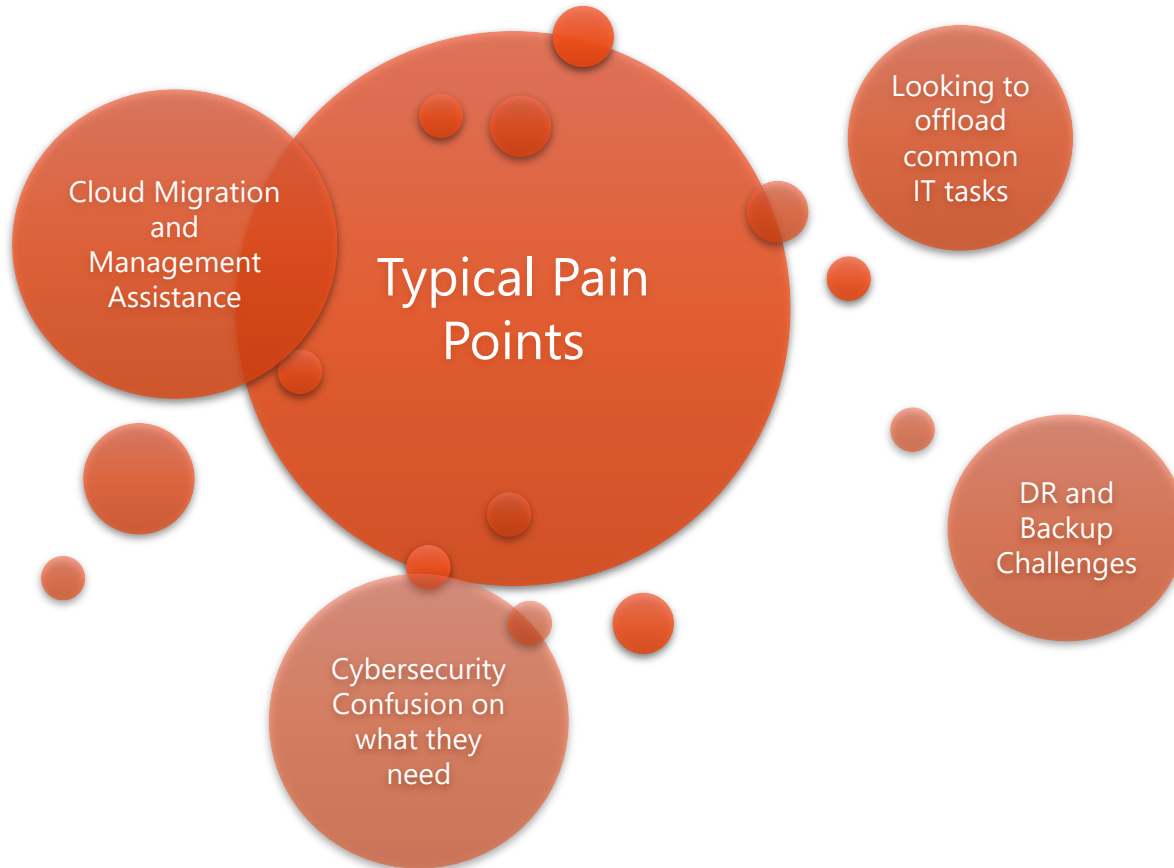 Typical Pain
Points
Cloud Migration
and
Management
Assistance
Looking to
offload
common
IT tasks
DR and
Backup
Challenges
Cybersecurity
Confusion on
what they
need